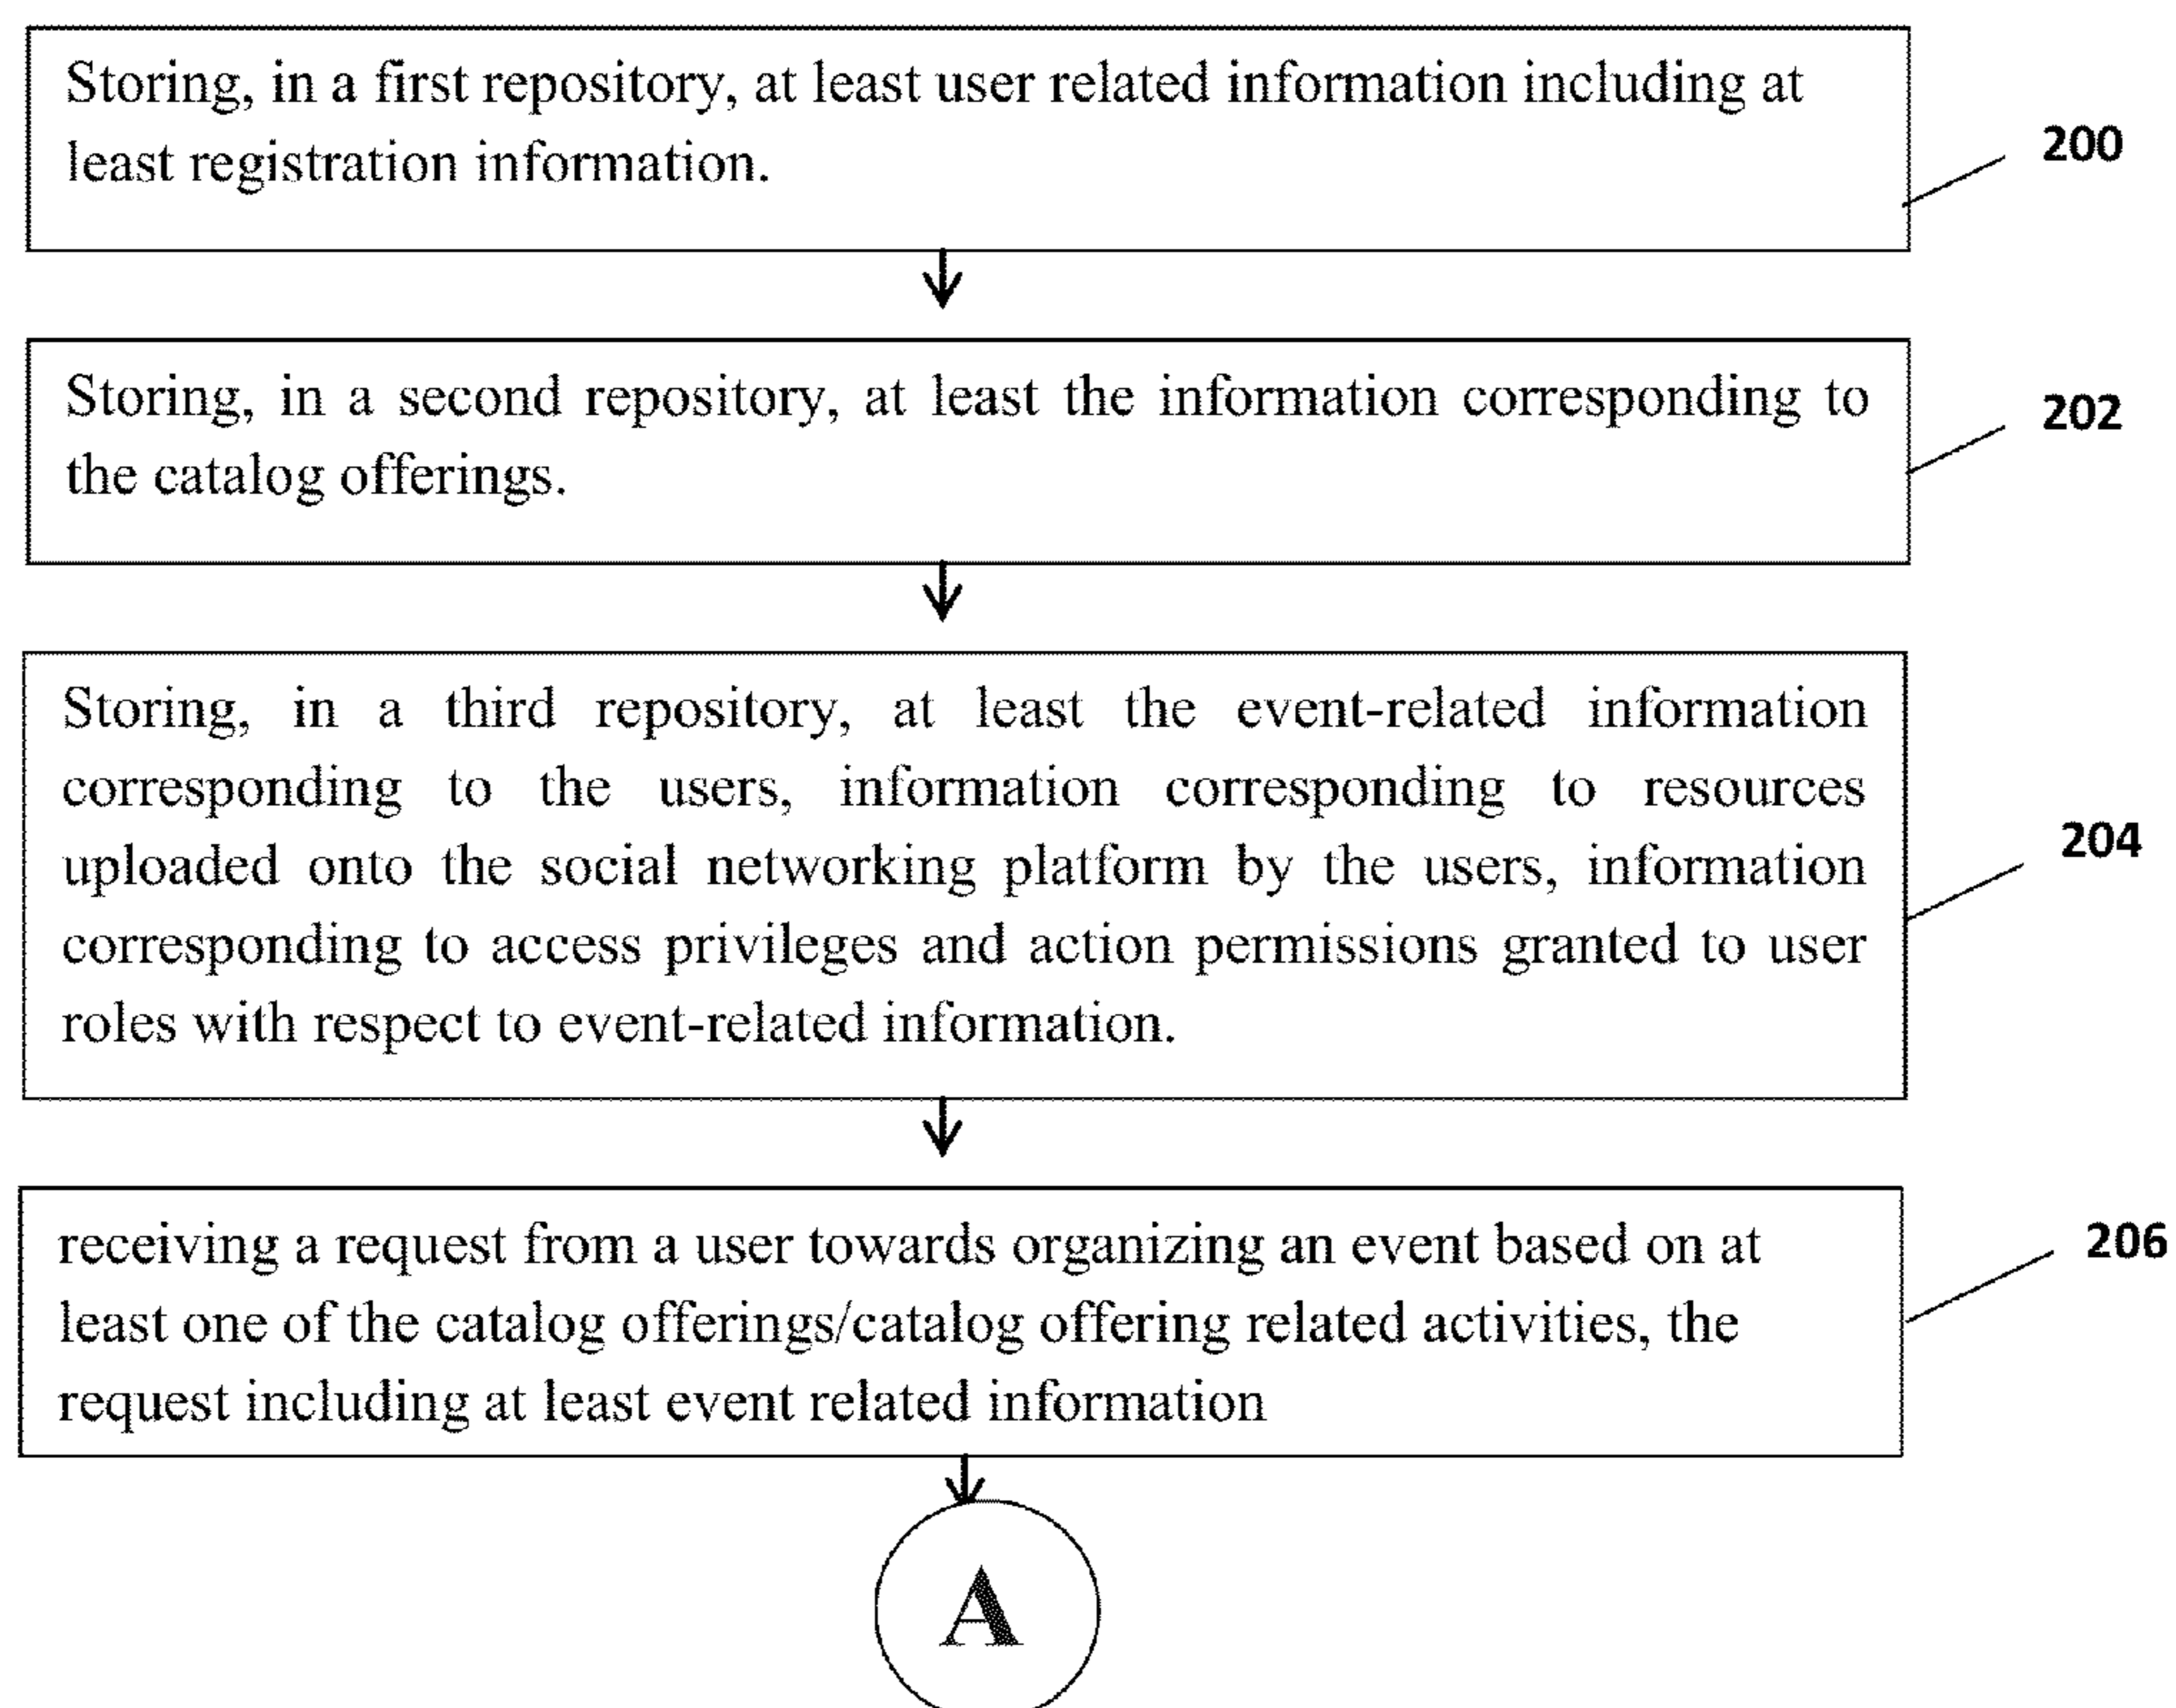 Storing, in a first repository, at least user related information including at
least registration information.
200
Storing, in a second repository, at least the information corresponding to
the catalog offerings.
202
Storing, in a third repository, at least the event-related information
corresponding to the users, information corresponding to resources
uploaded onto the social networking platform by the users, information
corresponding to access privileges and action permissions granted to user
roles with respect to event-related information.
204
receiving a request from a user towards organizing an event based on at
least one of the catalog offerings/catalog offering related activities, the
request including at least event related information
206
A